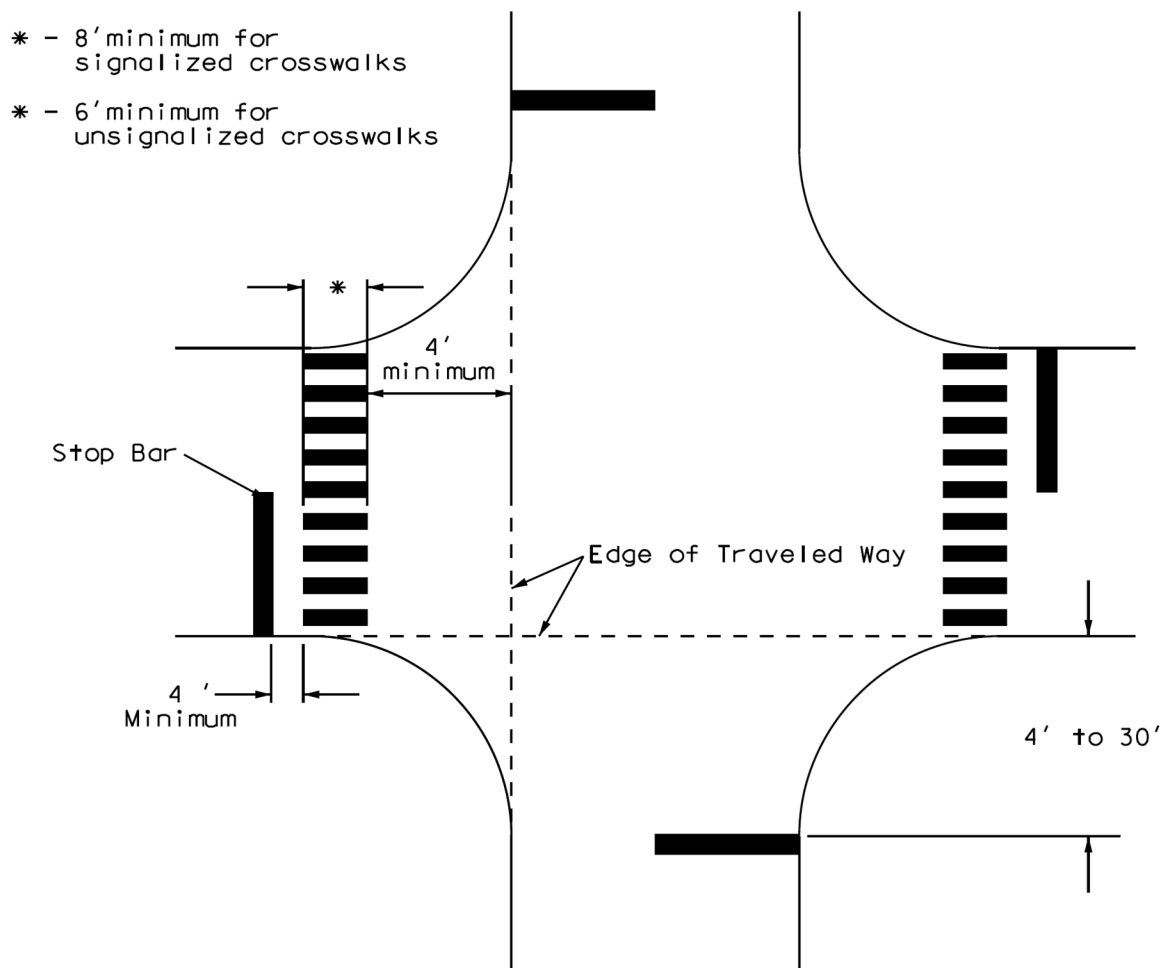 * - 8' minimum for
signalized crosswalks
* - 6' minimum for
unsignalized crosswalks
*
4'
minimum
Stop Bar
Edge of Traveled Way
4 '
Minimum
4' to 30'